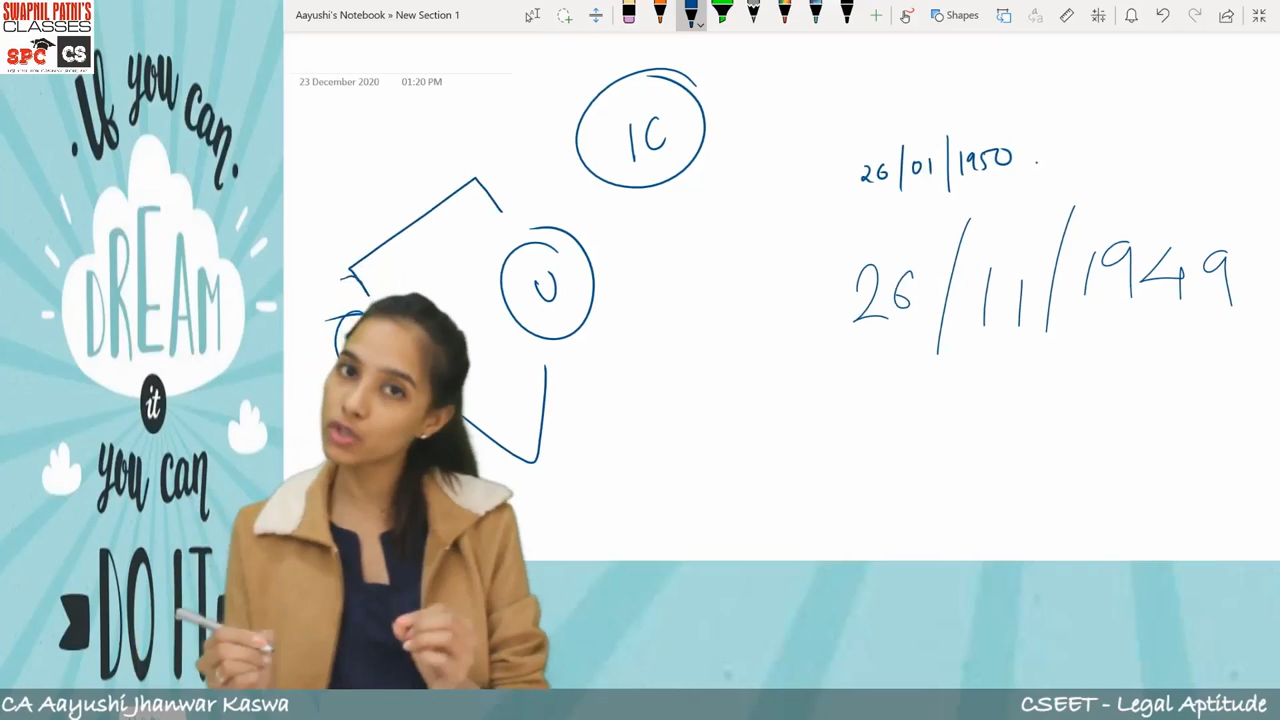 SWAPNIL PATNI'S
CLASSES
SPC CS
Aayushi's Notebook » New Section 1
Shapes
23 December 2020 01:20 PM
IC
26/01/1950
U
26/11/1949
If you can
DREAM
it
you can
DO IT
CA Aayushi Jhanwar Kaswa
CSEET - Legal Aptitude